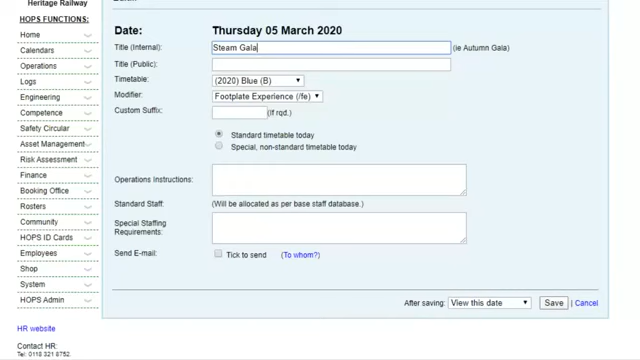 Heritage Railway
HOPS FUNCTIONS:
Home
Calendars
Operations
Logs
Engineering
Competence
Safety Circular
Asset Management
Risk Assessment
Finance
Booking Office
Rosters
Community
HOPS ID Cards
Employees
Shop
System
HOPS Admin
HR website
Contact HR:
Tel: 0118 321 8752
Date: Thursday 05 March 2020
Title (Internal): Steam Gala (ie Autumn Gala)
Title (Public):
Timetable: (2020) Blue (B)
Modifier: Footplate Experience (/fe)
Custom Suffix: (If rqd.)
Standard timetable today
Special, non-standard timetable today
Operations Instructions:
Standard Staff: (Will be allocated as per base staff database.)
Special Staffing
Requirements:
Send E-mail: Tick to send (To whom?)
After saving: View this date Save | Cancel